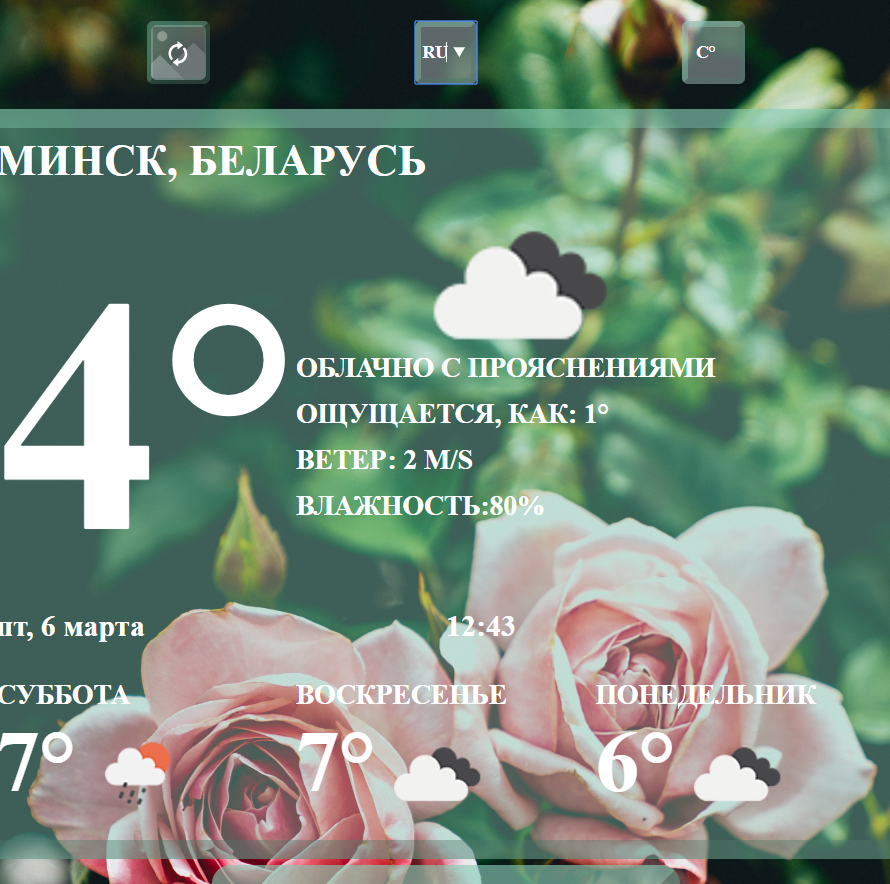 RU ▼
Cº
МИНСК, БЕЛАРУСЬ
4°
ОБЛАЧНО С ПРОЯСНЕНИЯМИ
ОЩУЩАЕТСЯ, КАК: 1°
ВЕТЕР: 2 M/S
ВЛАЖНОСТЬ:80%
пт, 6 марта 12:43
СУББОТА ВОСКРЕСЕНЬЕ ПОНЕДЕЛЬНИК
7° 7° 6°